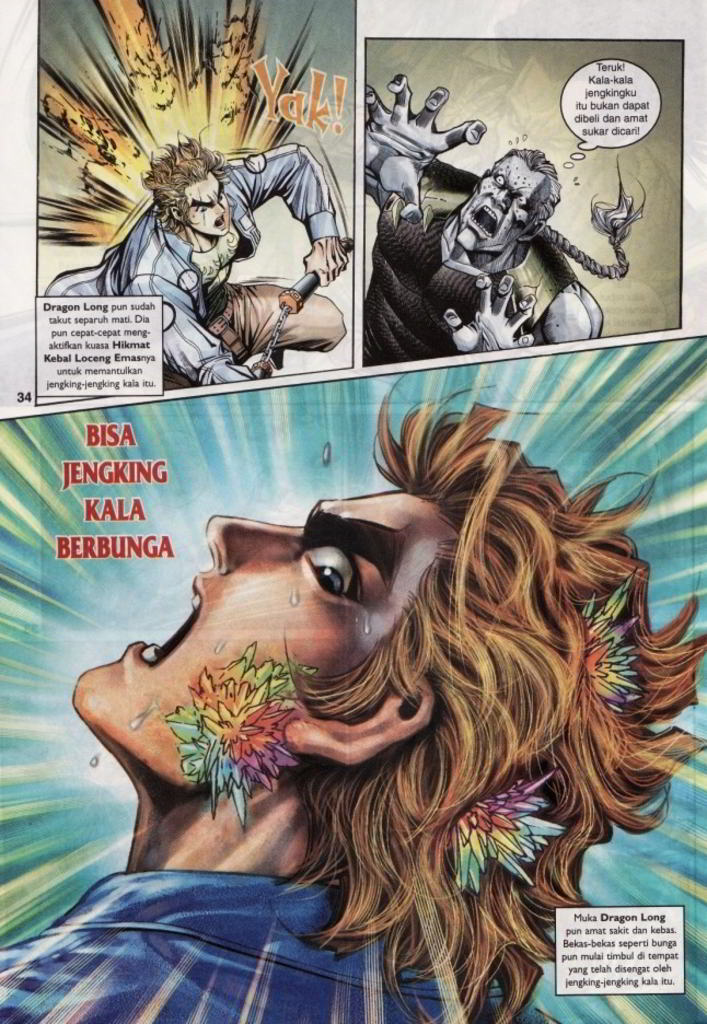 Yak!
Teruk!
Kala-kala
jengkingku
itu bukan dapat
dibeli dan amat
sukar dicari!
Dragon Long pun sudah
takut separuh mati. Dia
pun cepat-cepat meng-
aktifkan kuasa Hikmat
Kebal Loceng Emasnya
untuk memantulkan
jengking-jengking kala itu.
34
BISA
JENGKING
KALA
BERBUNGA
Muka Dragon Long
pun amat sakit dan kebas.
Bekas-bekas seperti bunga
pun mulai timbul di tempat
yang telah disengat oleh
jengking-jengking kala itu.